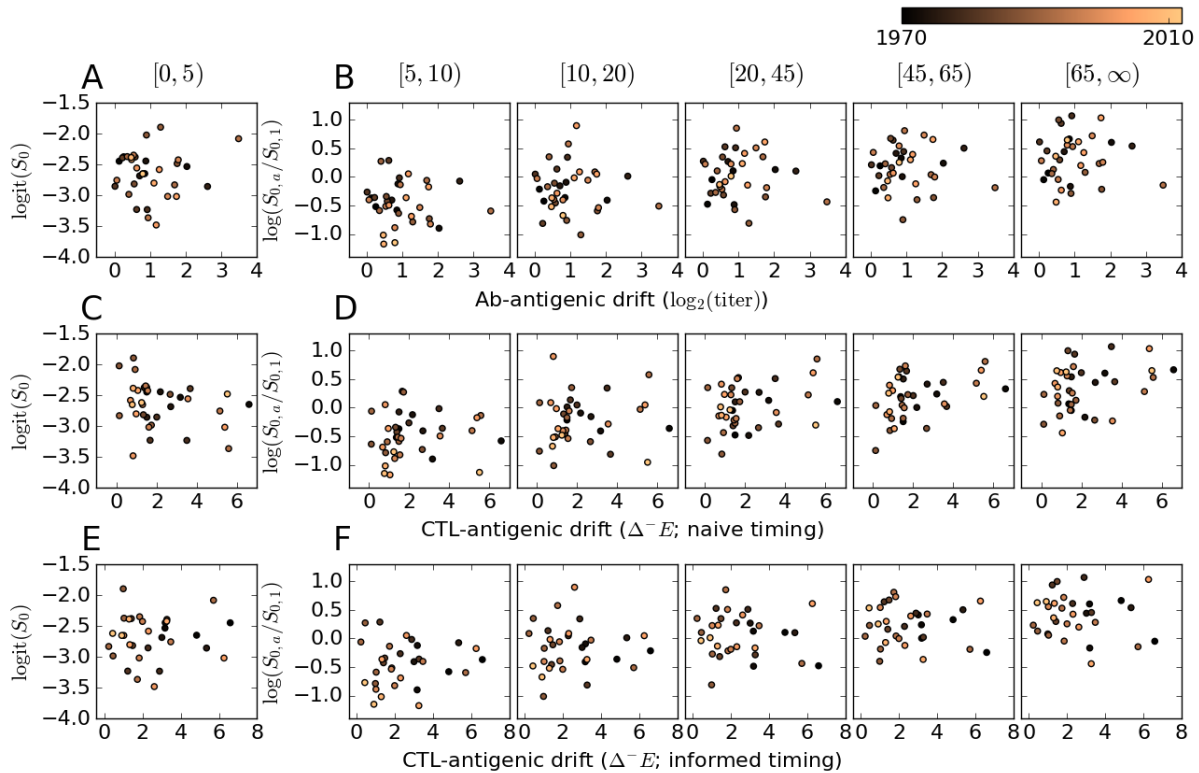 1970 2010
A [0, 5) B [5, 10) [10, 20) [20, 45) [45, 65) [65, ∞)
logit(S₀)
−1.5
−2.0
−2.5
−3.0
−3.5
−4.0
log(S₀,ₐ/S₀,₁)
1.0
0.5
0.0
−0.5
−1.0
0 1 2 3 4 0 1 2 3 4 0 1 2 3 4 0 1 2 3 4 0 1 2 3 4 0 1 2 3 4
Ab-antigenic drift (log₂(titer))
C D
logit(S₀)
−1.5
−2.0
−2.5
−3.0
−3.5
−4.0
log(S₀,ₐ/S₀,₁)
1.0
0.5
0.0
−0.5
−1.0
0 2 4 6 0 2 4 6 0 2 4 6 0 2 4 6 0 2 4 6 0 2 4 6
CTL-antigenic drift (Δ⁻E; naive timing)
E F
logit(S₀)
−1.5
−2.0
−2.5
−3.0
−3.5
−4.0
log(S₀,ₐ/S₀,₁)
1.0
0.5
0.0
−0.5
−1.0
0 2 4 6 8 0 2 4 6 8 0 2 4 6 8 0 2 4 6 8 0 2 4 6 8 0 2 4 6 8
CTL-antigenic drift (Δ⁻E; informed timing)